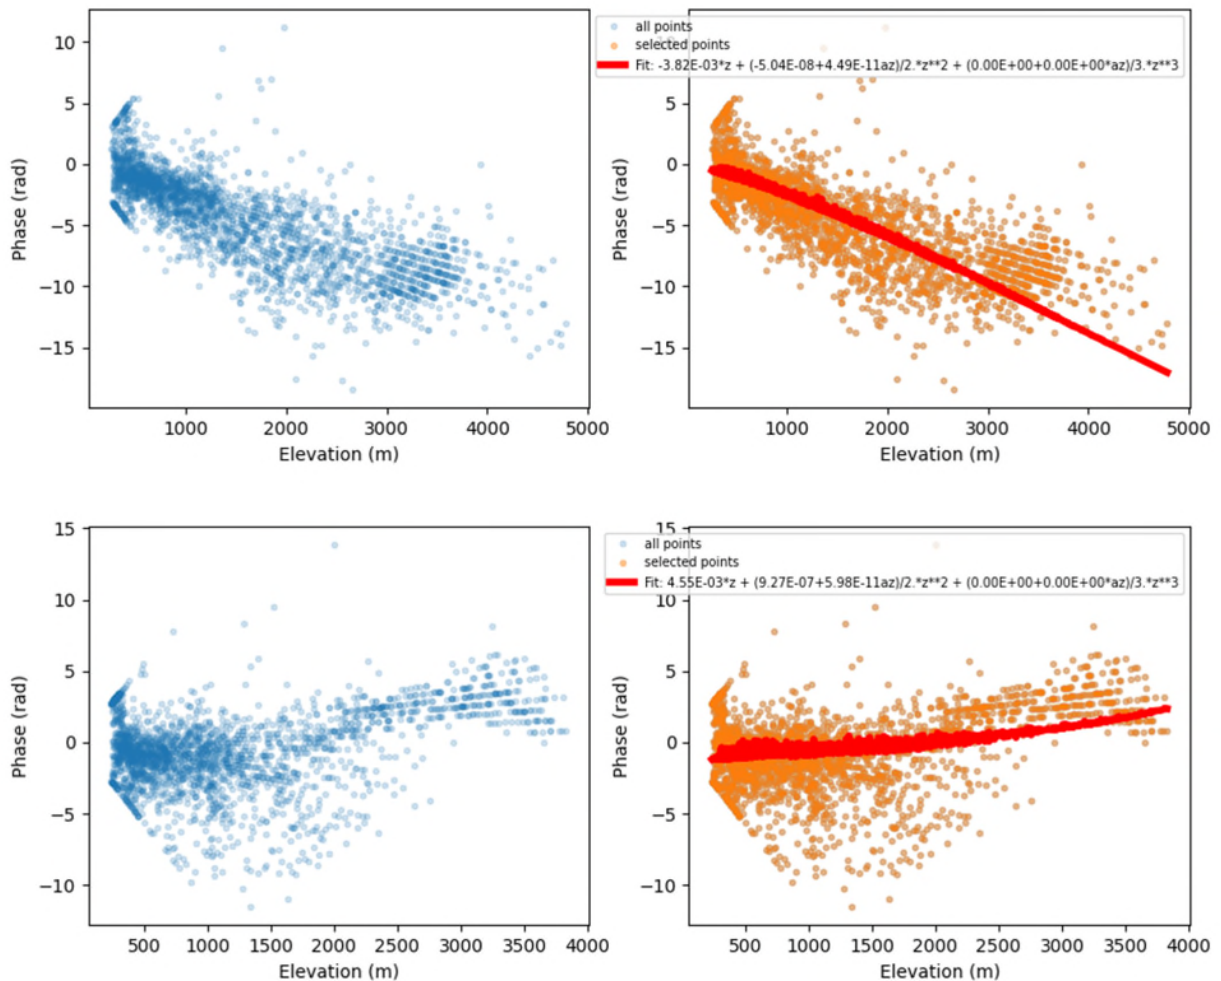 10
5
0
−5
−10
−15
Phase (rad)
1000 2000 3000 4000 5000
Elevation (m)
all points
selected points
Fit: -3.82E-03*z + (-5.04E-08+4.49E-11az)/2.*z**2 + (0.00E+00+0.00E+00*az)/3.*z**3
10
5
0
−5
−10
−15
Phase (rad)
1000 2000 3000 4000 5000
Elevation (m)
15
10
5
0
−5
−10
Phase (rad)
500 1000 1500 2000 2500 3000 3500 4000
Elevation (m)
15
all points
selected points
Fit: 4.55E-03*z + (9.27E-07+5.98E-11az)/2.*z**2 + (0.00E+00+0.00E+00*az)/3.*z**3
10
5
0
−5
−10
Phase (rad)
500 1000 1500 2000 2500 3000 3500 4000
Elevation (m)